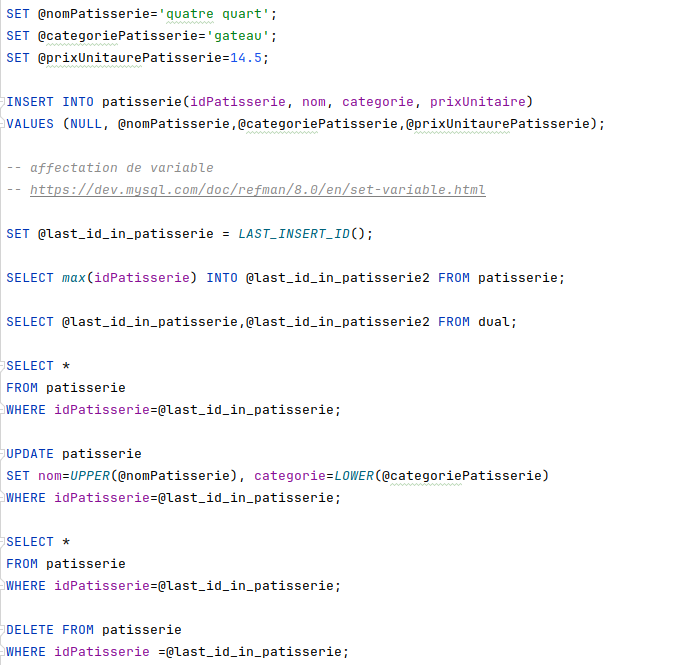 SET @nomPatisserie='quatre quart';
SET @categoriePatisserie='gateau';
SET @prixUnitaurePatisserie=14.5;
INSERT INTO patisserie(idPatisserie, nom, categorie, prixUnitaire)
VALUES (NULL, @nomPatisserie,@categoriePatisserie,@prixUnitaurePatisserie);
-- affectation de variable
-- https://dev.mysql.com/doc/refman/8.0/en/set-variable.html
SET @last_id_in_patisserie = LAST_INSERT_ID();
SELECT max(idPatisserie) INTO @last_id_in_patisserie2 FROM patisserie;
SELECT @last_id_in_patisserie,@last_id_in_patisserie2 FROM dual;
SELECT *
FROM patisserie
WHERE idPatisserie=@last_id_in_patisserie;
UPDATE patisserie
SET nom=UPPER(@nomPatisserie), categorie=LOWER(@categoriePatisserie)
WHERE idPatisserie=@last_id_in_patisserie;
SELECT *
FROM patisserie
WHERE idPatisserie=@last_id_in_patisserie;
DELETE FROM patisserie
WHERE idPatisserie =@last_id_in_patisserie;